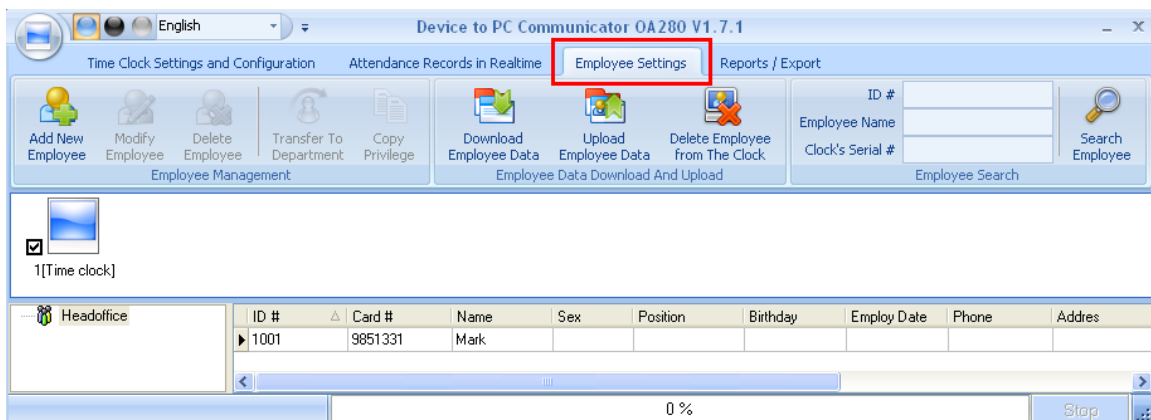 English
Device to PC Communicator OA280 V1.7.1
Time Clock Settings and Configuration
Attendance Records in Realtime
Employee Settings
Reports / Export
Add New
Employee
Modify
Employee
Delete
Employee
Transfer To
Department
Copy
Privilege
Employee Management
Download
Employee Data
Upload
Employee Data
Delete Employee
from The Clock
Employee Data Download And Upload
ID #
Employee Name
Clock's Serial #
Search
Employee
Employee Search
1[Time clock]
Headoffice
ID # Card # Name Sex Position Birthday Employ Date Phone Addres
1001 9851331 Mark
0 %
Stop